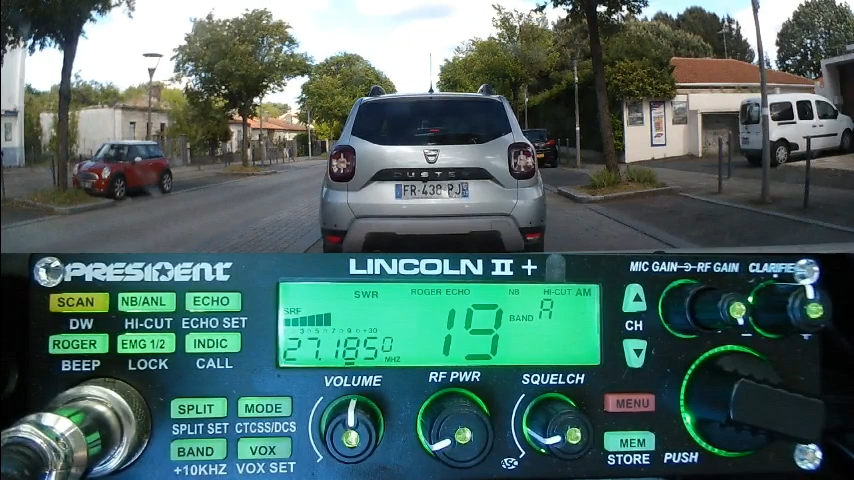 DUSTER
FR-438-PJ
PRESIDENT
LINCOLN II +
MIC GAIN RF GAIN CLARIFIER
SCAN NB/ANL ECHO
DW HI-CUT ECHO SET
ROGER EMG 1/2 INDIC
BEEP LOCK CALL
SWR ROGER ECHO NB HI-CUT AM
SRF
19 BAND A
27.1850 MHZ
CH
VOLUME RF PWR SQUELCH
SPLIT MODE
SPLIT SET CTCSS/DCS
BAND VOX
+10KHZ VOX SET
ASC
MENU
MEM
STORE PUSH